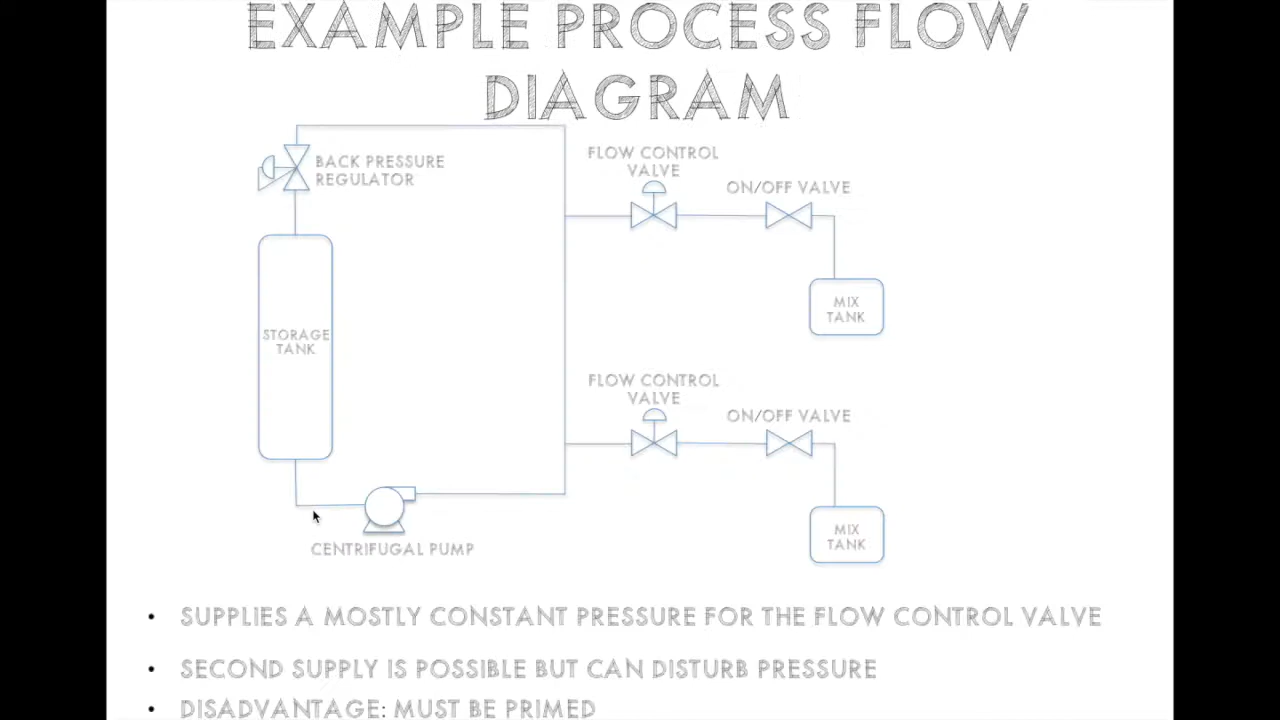 EXAMPLE PROCESS FLOW
DIAGRAM
BACK PRESSURE
REGULATOR
FLOW CONTROL
VALVE
ON/OFF VALVE
MIX
TANK
STORAGE
TANK
FLOW CONTROL
VALVE
ON/OFF VALVE
MIX
TANK
CENTRIFUGAL PUMP
• SUPPLIES A MOSTLY CONSTANT PRESSURE FOR THE FLOW CONTROL VALVE
• SECOND SUPPLY IS POSSIBLE BUT CAN DISTURB PRESSURE
• DISADVANTAGE: MUST BE PRIMED